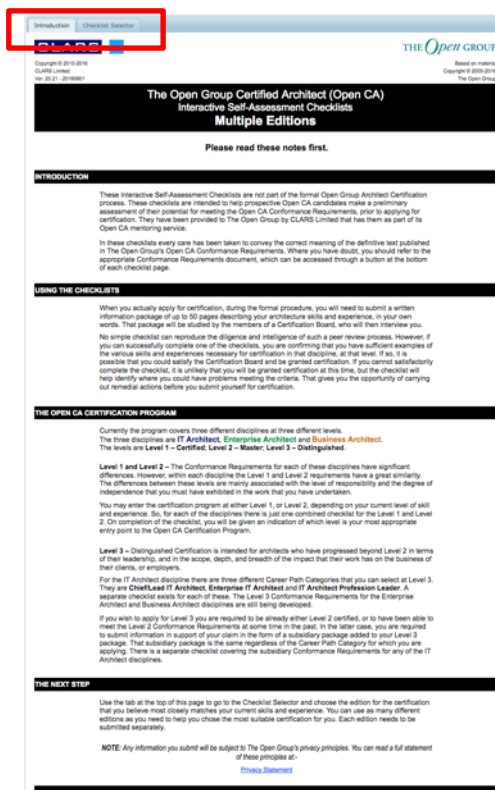 Introduction Checklist Selector
CLARS
THE Open GROUP
Copyright © 2010-2016
CLARS Limited
Ver: 20.21 - 20160801
Based on material
Copyright © 2005-2016
The Open Group
The Open Group Certified Architect (Open CA)
Interactive Self-Assessment Checklists
Multiple Editions
Please read these notes first.
INTRODUCTION
These Interactive Self-Assessment Checklists are not part of the formal Open Group Architect Certification
process. These checklists are intended to help prospective Open CA candidates make a preliminary
assessment of their potential for meeting the Open CA Conformance Requirements, prior to applying for
certification. They have been provided to The Open Group by CLARS Limited that has them as part of its
Open CA mentoring service.
In these checklists every care has been taken to convey the correct meaning of the definitive text published
in The Open Group's Open CA Conformance Requirements. Where you have doubt, you should refer to the
appropriate Conformance Requirements document, which can be accessed through a button at the bottom
of each checklist page.
USING THE CHECKLISTS
When you actually apply for certification, during the formal procedure, you will need to submit a written
information package of up to 50 pages describing your architecture skills and experience, in your own
words. That package will be studied by the members of a Certification Board, who will then interview you.
No simple checklist can reproduce the diligence and intelligence of such a peer review process. However, if
you can successfully complete one of the checklists, you are confirming that you have sufficient examples of
the various skills and experiences necessary for certification in that discipline, at that level. If so, it is
possible that you could satisfy the Certification Board and be granted certification. If you cannot satisfactorily
complete the checklist, it is unlikely that you will be granted certification at this time, but the checklist will
help identify where you could have problems meeting the criteria. That gives you the opportunity of carrying
out remedial actions before you submit yourself for certification.
THE OPEN CA CERTIFICATION PROGRAM
Currently the program covers three different disciplines at three different levels.
The three disciplines are IT Architect, Enterprise Architect and Business Architect.
The levels are Level 1 – Certified; Level 2 – Master; Level 3 – Distinguished.
Level 1 and Level 2 – The Conformance Requirements for each of these disciplines have significant
differences. However, within each discipline the Level 1 and Level 2 requirements have a great similarity.
The differences between these levels are mainly associated with the level of responsibility and the degree of
independence that you must have exhibited in the work that you have undertaken.
You may enter the certification program at either Level 1, or Level 2, depending on your current level of skill
and experience. So, for each of the disciplines there is just one combined checklist for the Level 1 and Level
2. On completion of the checklist, you will be given an indication of which level is your most appropriate
entry point to the Open CA Certification Program.
Level 3 – Distinguished Certification is intended for architects who have progressed beyond Level 2 in terms
of their leadership, and in the scope, depth, and breadth of the impact that their work has on the business of
their clients, or employers.
For the IT Architect discipline there are three different Career Path Categories that you can select at Level 3.
They are Chief/Lead IT Architect, Enterprise IT Architect and IT Architect Profession Leader. A
separate checklist exists for each of these. The Level 3 Conformance Requirements for the Enterprise
Architect and Business Architect disciplines are still being developed.
If you wish to apply for Level 3 you are required to be already either Level 2 certified, or to have been able to
meet the Level 2 Conformance Requirements at some time in the past. In the latter case, you are required
to submit information in support of your claim in the form of a subsidiary package added to your Level 3
package. That subsidiary package is the same regardless of the Career Path Category for which you are
applying. There is a separate checklist covering the subsidiary Conformance Requirements for any of the IT
Architect disciplines.
THE NEXT STEP
Use the tab at the top of this page to go to the Checklist Selector and choose the edition for the certification
that you believe most closely matches your current skills and experience. You can use as many different
editions as you need to help you chose the most suitable certification for you. Each edition needs to be
submitted separately.
NOTE: Any information you submit will be subject to The Open Group's privacy principles. You can read a full statement
of these principles at:-
Privacy Statement